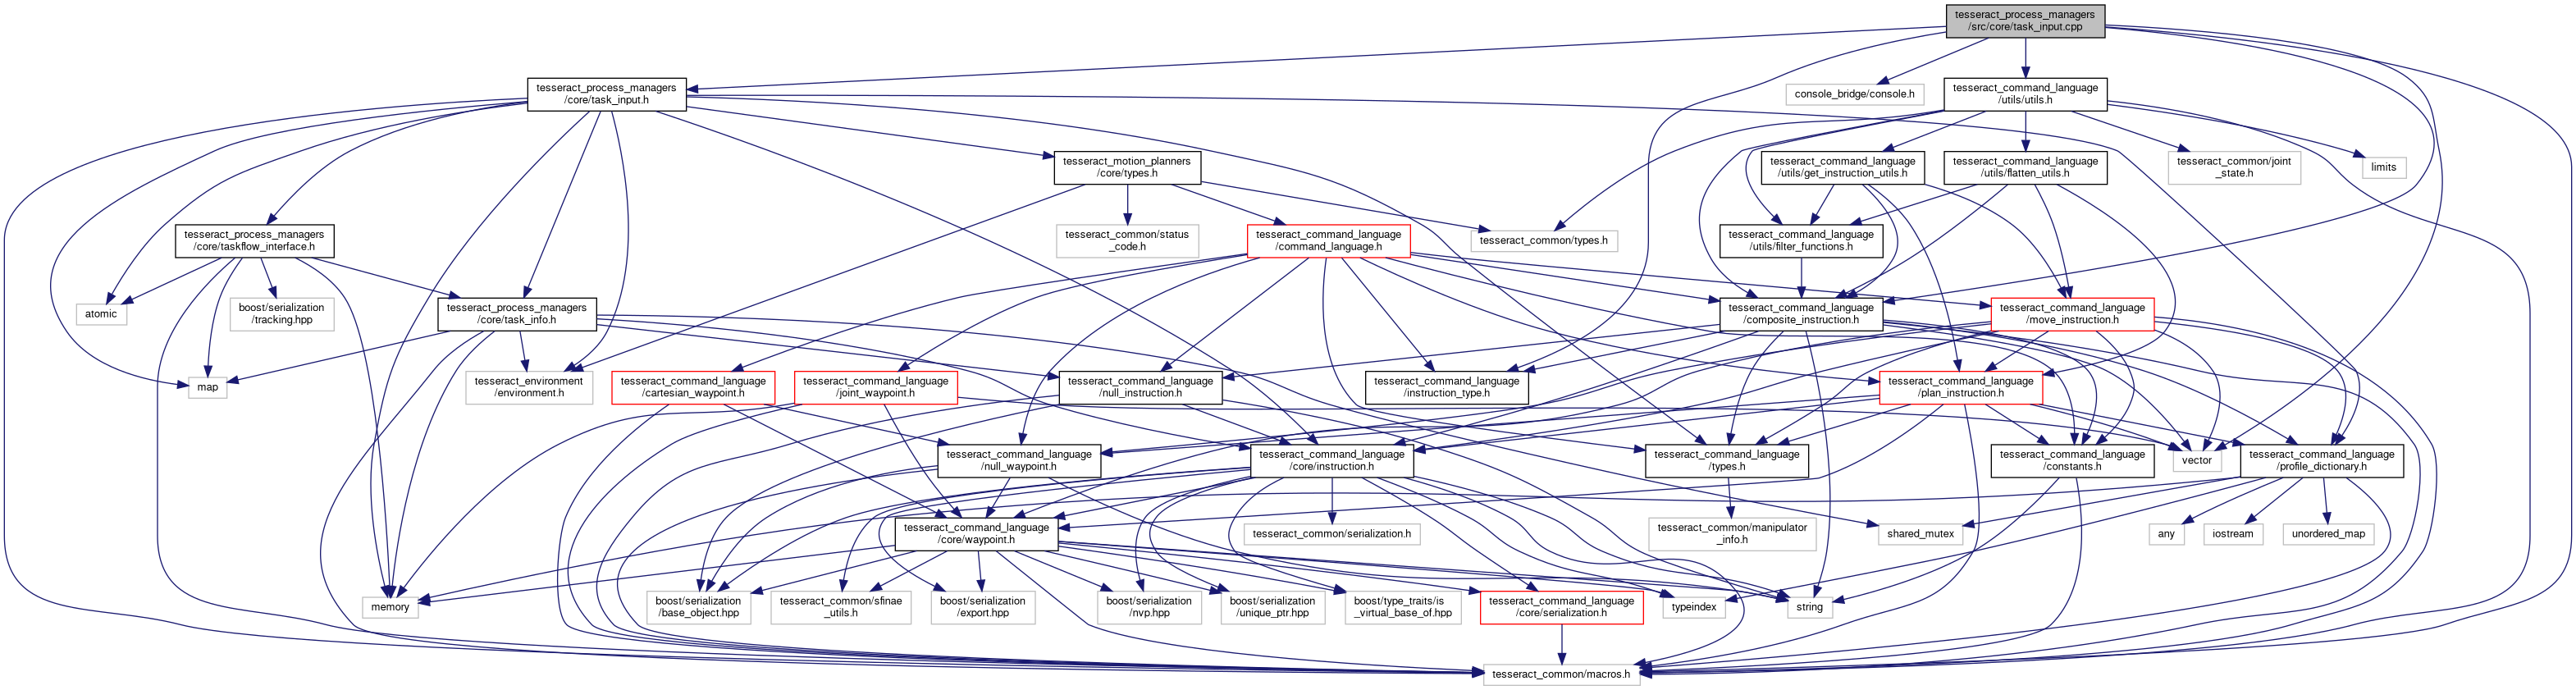 tesseract_process_managers
/src/core/task_input.cpp
tesseract_process_managers
/core/task_input.h
console_bridge/console.h
tesseract_command_language
/utils/utils.h
tesseract_motion_planners
/core/types.h
tesseract_command_language
/utils/get_instruction_utils.h
tesseract_command_language
/utils/flatten_utils.h
tesseract_common/joint
_state.h
limits
tesseract_process_managers
/core/taskflow_interface.h
tesseract_common/status
_code.h
tesseract_command_language
/command_language.h
tesseract_common/types.h
tesseract_command_language
/utils/filter_functions.h
atomic
boost/serialization
/tracking.hpp
tesseract_process_managers
/core/task_info.h
tesseract_command_language
/composite_instruction.h
tesseract_command_language
/move_instruction.h
map
tesseract_environment
/environment.h
tesseract_command_language
/cartesian_waypoint.h
tesseract_command_language
/joint_waypoint.h
tesseract_command_language
/null_instruction.h
tesseract_command_language
/instruction_type.h
tesseract_command_language
/plan_instruction.h
tesseract_command_language
/null_waypoint.h
tesseract_command_language
/core/instruction.h
tesseract_command_language
/types.h
tesseract_command_language
/constants.h
vector
tesseract_command_language
/profile_dictionary.h
tesseract_command_language
/core/waypoint.h
tesseract_common/serialization.h
tesseract_common/manipulator
_info.h
shared_mutex
any
iostream
unordered_map
memory
boost/serialization
/base_object.hpp
tesseract_common/sfinae
_utils.h
boost/serialization
/export.hpp
boost/serialization
/nvp.hpp
boost/serialization
/unique_ptr.hpp
boost/type_traits/is
_virtual_base_of.hpp
tesseract_command_language
/core/serialization.h
typeindex
string
tesseract_common/macros.h